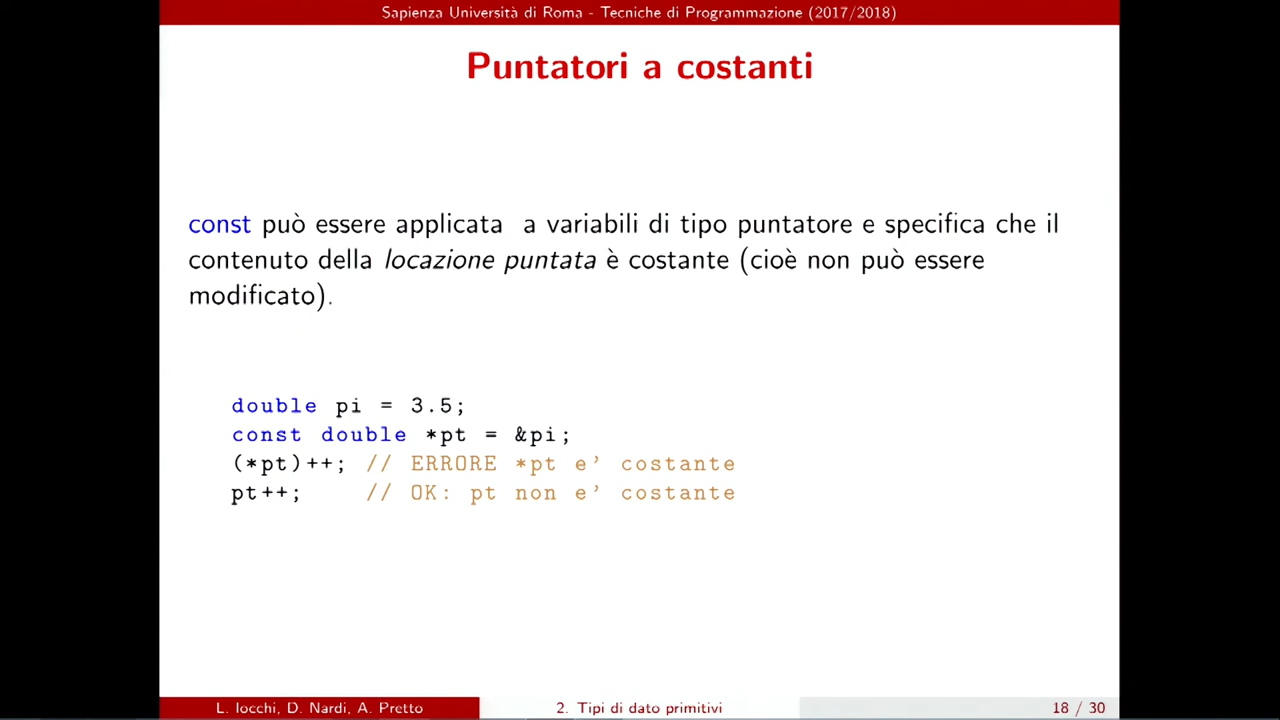 Sapienza Università di Roma - Tecniche di Programmazione (2017/2018)
Puntatori a costanti
const può essere applicata a variabili di tipo puntatore e specifica che il
contenuto della locazione puntata è costante (cioè non può essere
modificato).
double pi = 3.5;
const double *pt = &pi;
(*pt)++; // ERRORE *pt e' costante
pt++; // OK: pt non e' costante
L. Iocchi, D. Nardi, A. Pretto 2. Tipi di dato primitivi 18 / 30